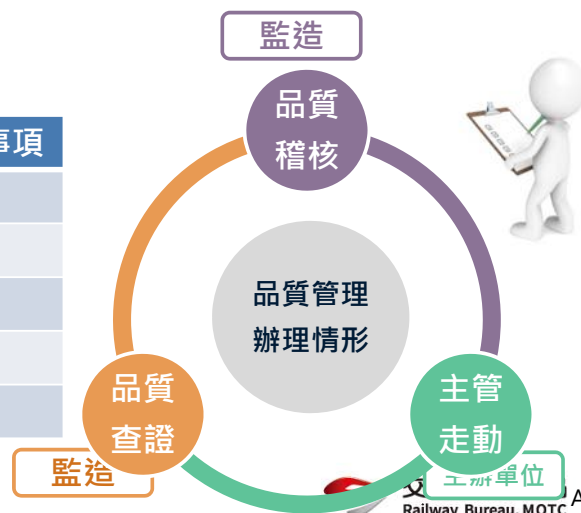 監造
品質
稽核
事項
品質管理
辦理情形
品質
查證
主管
走動
監造
主辦單位
交
Railway Bureau, MOTC A